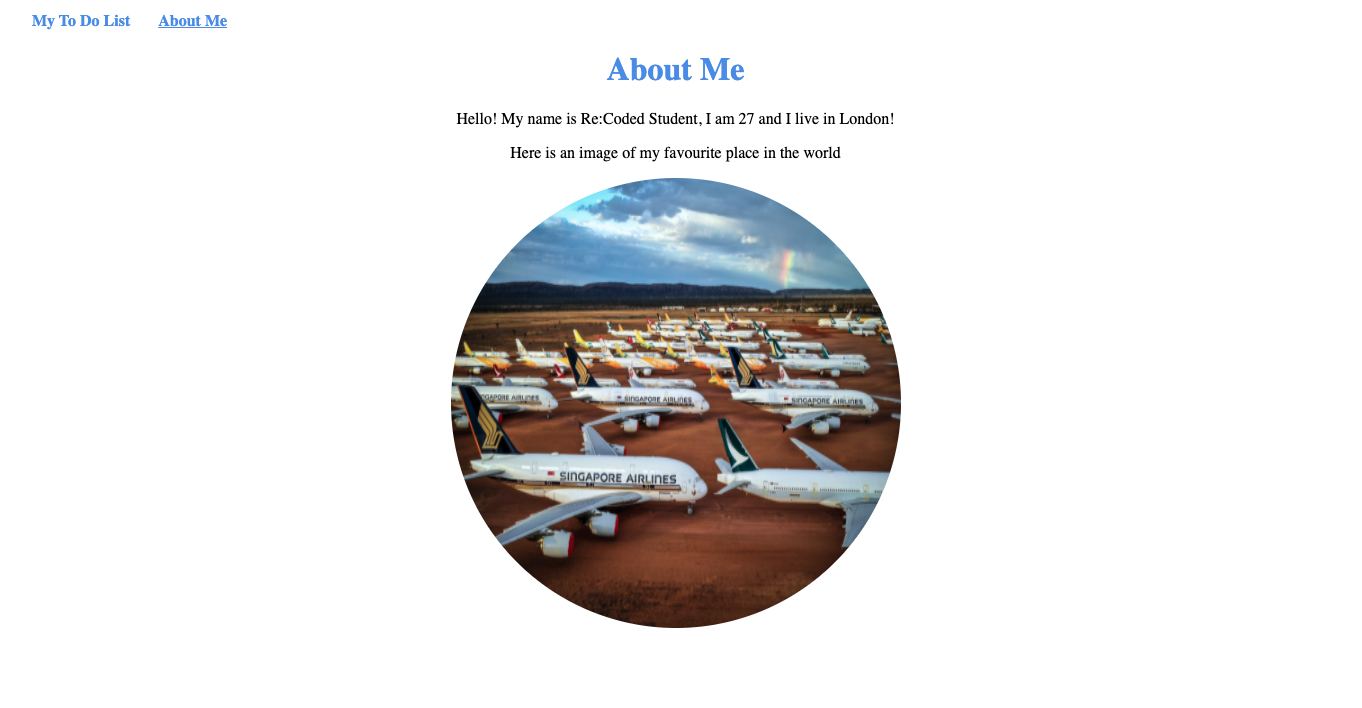 My To Do List About Me
About Me
Hello! My name is Re:Coded Student, I am 27 and I live in London!
Here is an image of my favourite place in the world
SINGAPORE AIRLINES
SINGAPORE AIRLINES
SINGAPORE AIRLINES
SINGAPORE AIRLINES